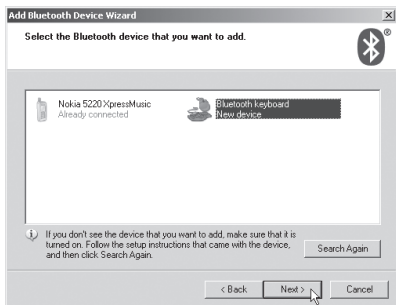 Add Bluetooth Device Wizard
Select the Bluetooth device that you want to add.
®
Nokia 5220 XpressMusic
Already connected
Bluetooth keyboard
New device
If you don't see the device that you want to add, make sure that it is
turned on. Follow the setup instructions that came with the device,
and then click Search Again.
Search Again
< Back
Next >
Cancel